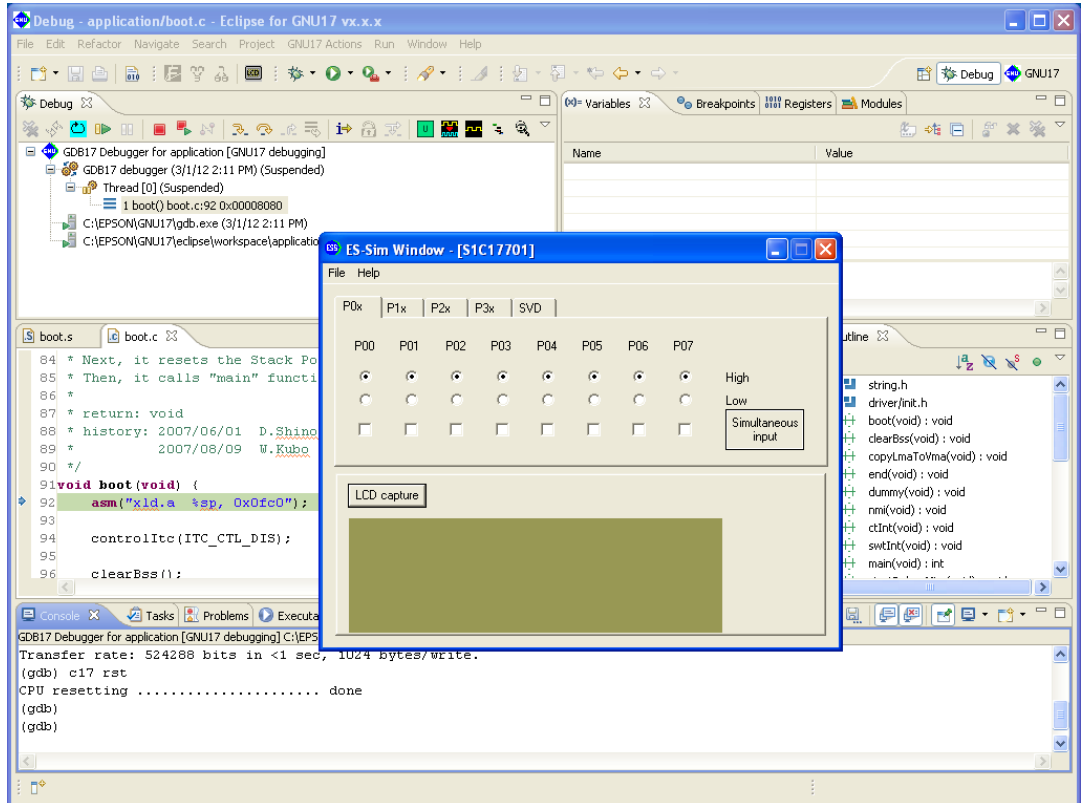 Debug - application/boot.c - Eclipse for GNU17 vx.x.x
File Edit Refactor Navigate Search Project GNU17 Actions Run Window Help
Debug GNU17
Debug
(x)= Variables Breakpoints Registers Modules
GDB17 Debugger for application [GNU17 debugging]
GDB17 debugger (3/1/12 2:11 PM) (Suspended)
Thread [0] (Suspended)
1 boot() boot.c:92 0x00008080
C:\EPSON\GNU17\gdb.exe (3/1/12 2:11 PM)
C:\EPSON\GNU17\eclipse\workspace\applicatio
Name Value
ES-Sim Window - [S1C17701]
File Help
P0x P1x P2x P3x SVD
P00 P01 P02 P03 P04 P05 P06 P07
High
Low
Simultaneous
input
LCD capture
boot.s boot.c
84 * Next, it resets the Stack Po
85 * Then, it calls "main" functi
86 *
87 * return: void
88 * history: 2007/06/01 D.Shino
89 * 2007/08/09 W.Kubo
90 */
91 void boot(void) {
92 asm("xld.a %sp, 0x0fc0");
93
94 controlItc(ITC_CTL_DIS);
95
96 clearBss();
utline
string.h
driver/init.h
boot(void) : void
clearBss(void) : void
copyLmaToVma(void) : void
end(void) : void
dummy(void) : void
nmi(void) : void
ctInt(void) : void
swtInt(void) : void
main(void) : int
Console Tasks Problems Executa
GDB17 Debugger for application [GNU17 debugging] C:\EPS
Transfer rate: 524288 bits in <1 sec, 1024 bytes/write.
(gdb) c17 rst
CPU resetting ...................... done
(gdb)
(gdb)